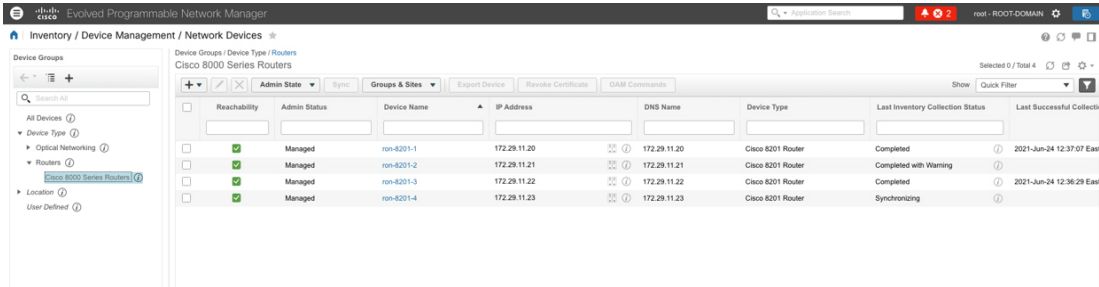 cisco Evolved Programmable Network Manager
Application Search
2
root - ROOT-DOMAIN
Inventory / Device Management / Network Devices
Device Groups
Search All
All Devices
Device Type
Optical Networking
Routers
Cisco 8000 Series Routers
Location
User Defined
Device Groups / Device Type / Routers
Cisco 8000 Series Routers
Selected 0 / Total 4
Admin State Sync Groups & Sites Export Device Revoke Certificate OAM Commands Show Quick Filter
Reachability Admin Status Device Name IP Address DNS Name Device Type Last Inventory Collection Status Last Successful Collecti
Managed ron-8201-1 172.29.11.20 172.29.11.20 Cisco 8201 Router Completed 2021-Jun-24 12:37:07 East
Managed ron-8201-2 172.29.11.21 172.29.11.21 Cisco 8201 Router Completed with Warning
Managed ron-8201-3 172.29.11.22 172.29.11.22 Cisco 8201 Router Completed 2021-Jun-24 12:36:29 East
Managed ron-8201-4 172.29.11.23 172.29.11.23 Cisco 8201 Router Synchronizing